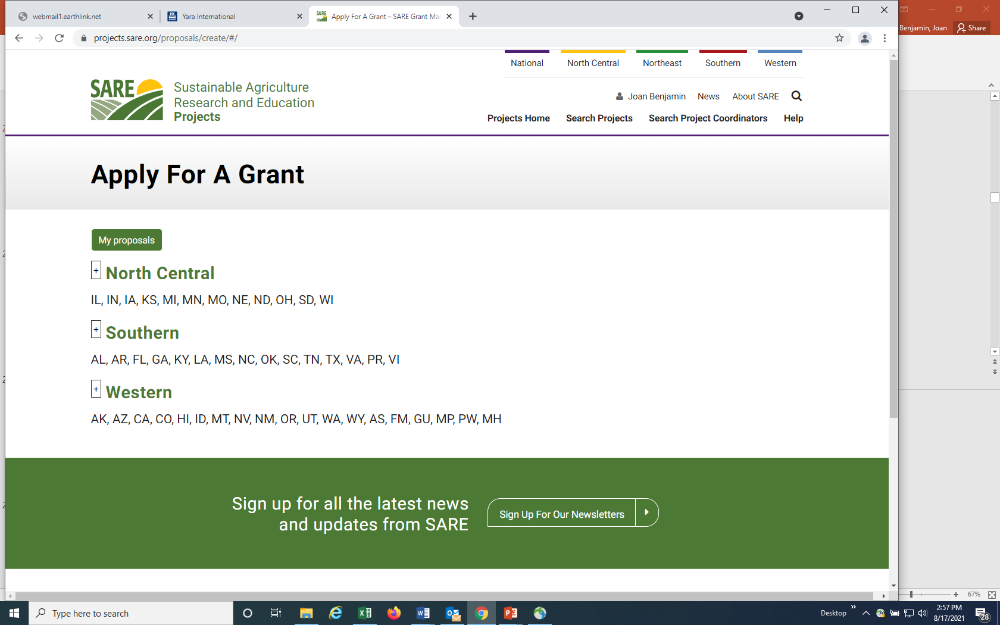 webmail1.earthlink.net
Yara International
Apply For A Grant – SARE Grant Mar
Benjamin, Joan
Share
projects.sare.org/proposals/create/#/
National
North Central
Northeast
Southern
Western
SARE
Sustainable Agriculture
Research and Education
Projects
Joan Benjamin
News
About SARE
Projects Home
Search Projects
Search Project Coordinators
Help
Apply For A Grant
My proposals
+ North Central
IL, IN, IA, KS, MI, MN, MO, NE, ND, OH, SD, WI
+ Southern
AL, AR, FL, GA, KY, LA, MS, NC, OK, SC, TN, TX, VA, PR, VI
+ Western
AK, AZ, CA, CO, HI, ID, MT, NV, NM, OR, UT, WA, WY, AS, FM, GU, MP, PW, MH
Sign up for all the latest news
and updates from SARE
Sign Up For Our Newsletters
67%
Type here to search
Desktop
2:57 PM
8/17/2021
28